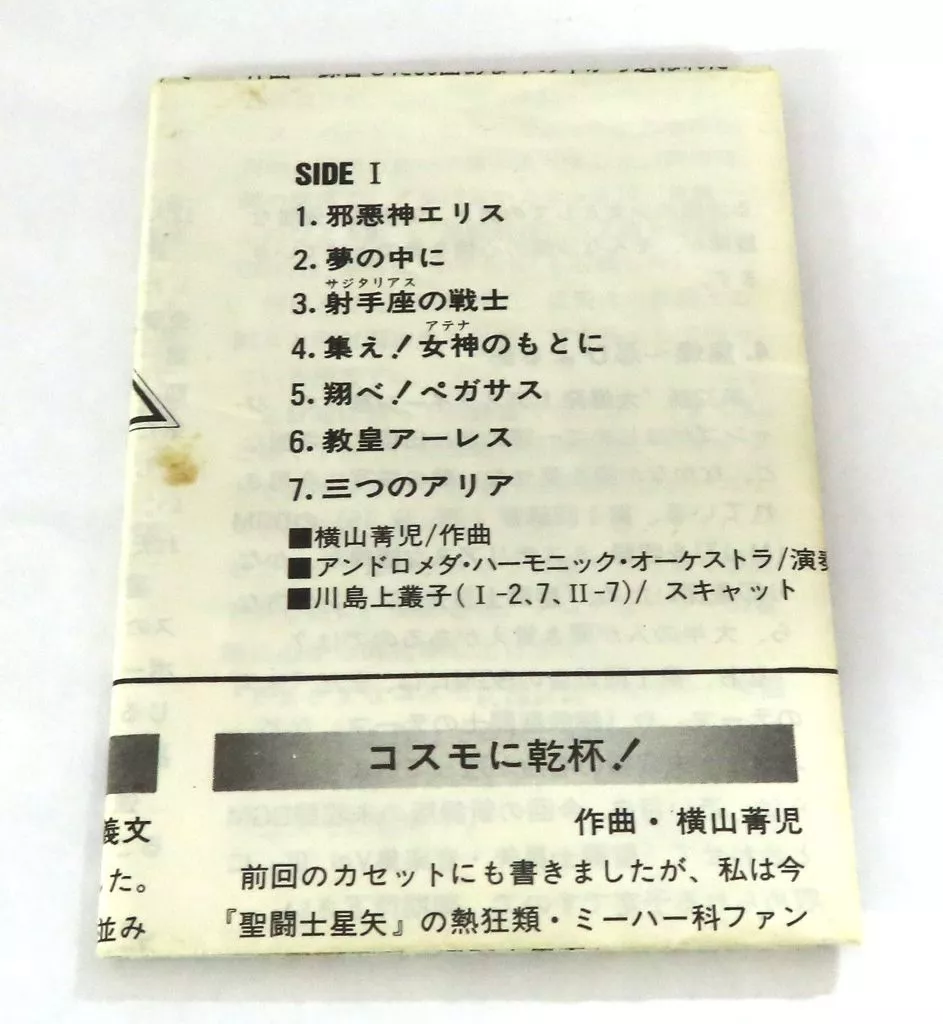 SIDE Ⅰ
1. 邪悪神エリス
2. 夢の中に
サジタリアス
3. 射手座の戦士
アテナ
4. 集え！女神のもとに
5. 翔べ！ペガサス
6. 教皇アーレス
7. 三つのアリア
■横山菁児/作曲
■アンドロメダ・ハーモニック・オーケストラ/演奏
■川島上叢子(Ⅰ-2、7、Ⅱ-7)/ スキャット
コスモに乾杯！
作曲・横山菁児
義文
前回のカセットにも書きましたが、私は今
た。
『聖闘士星矢』の熱狂類・ミーハー科ファン
並み